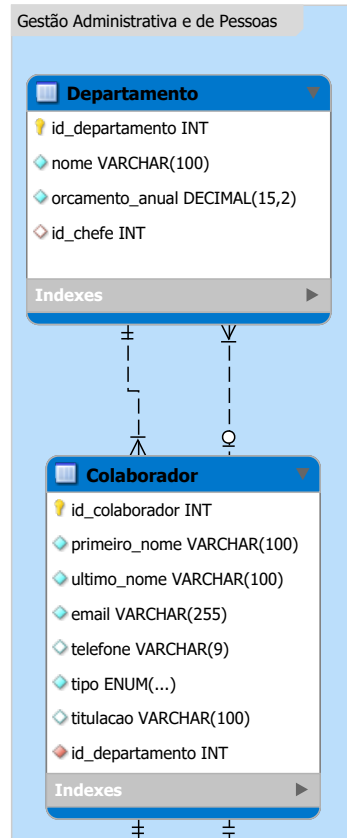 Gestão Administrativa e de Pessoas
Departamento
id_departamento INT
nome VARCHAR(100)
orcamento_anual DECIMAL(15,2)
id_chefe INT
Indexes
Colaborador
id_colaborador INT
primeiro_nome VARCHAR(100)
ultimo_nome VARCHAR(100)
email VARCHAR(255)
telefone VARCHAR(9)
tipo ENUM(...)
titulacao VARCHAR(100)
id_departamento INT
Indexes